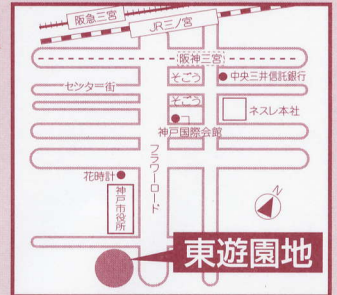 阪急三宮
JR三ノ宮
阪神三宮
そごう
中央三井信託銀行
センター街
そごう
ネスレ本社
神戸国際会館
フラワーロード
花時計
神戸市役所
N
東遊園地